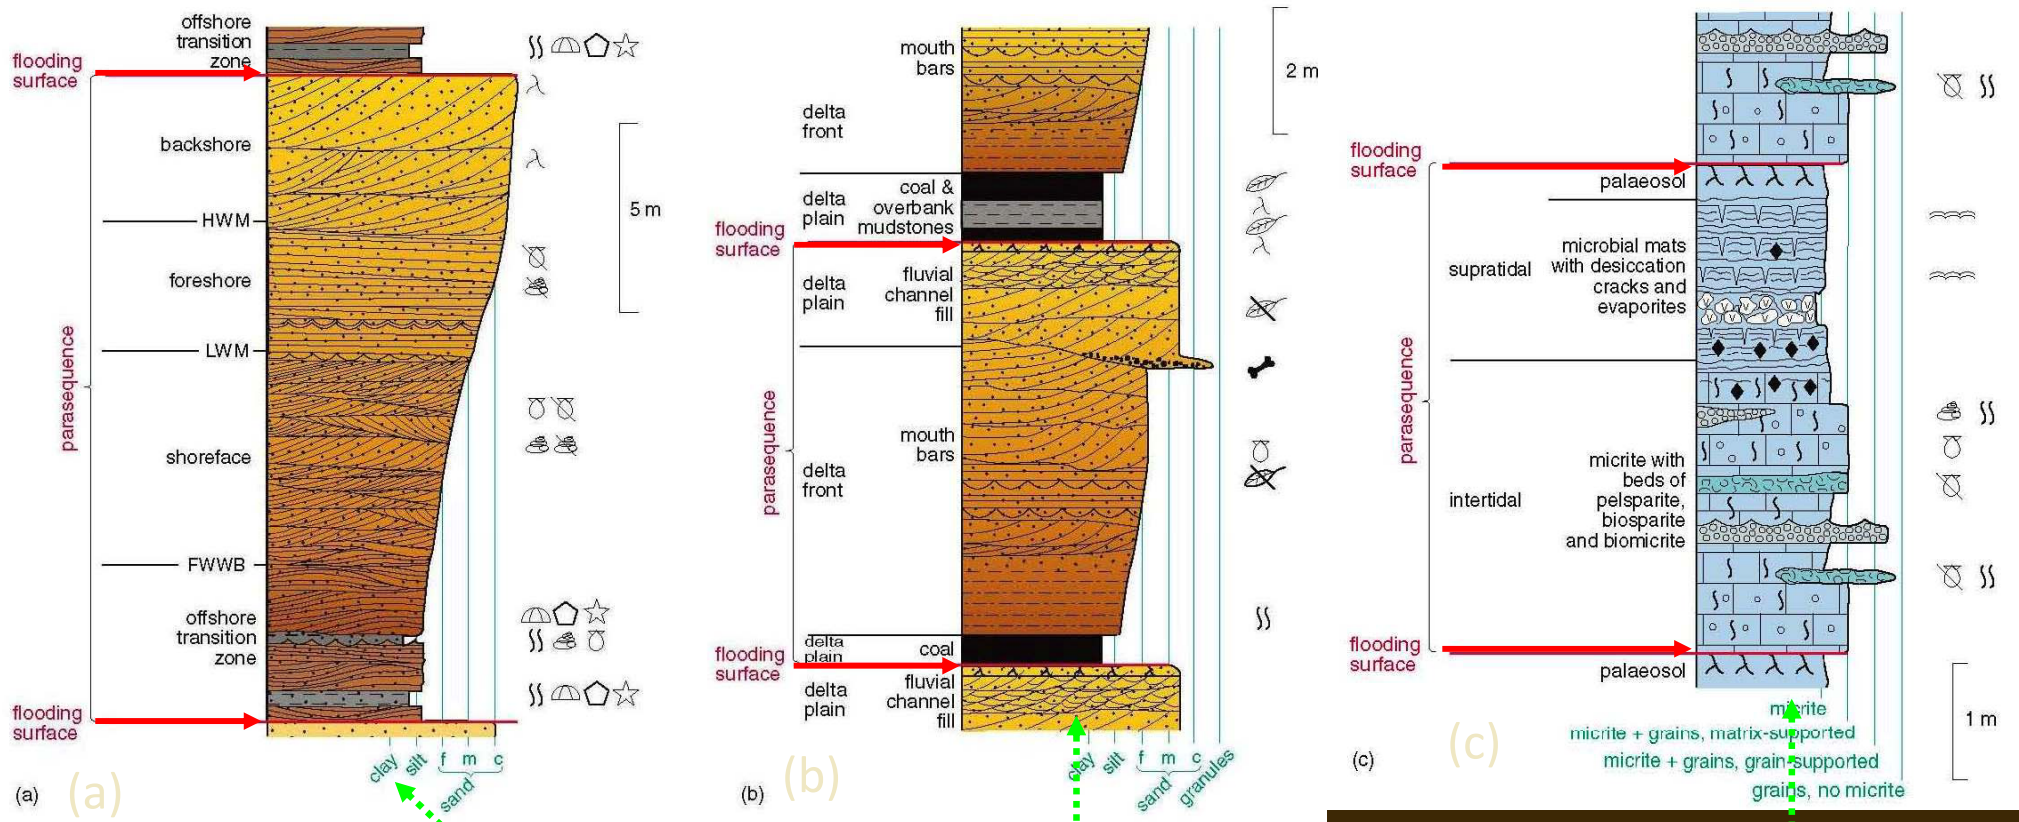 offshore
transition
zone
flooding
surface
backshore
HWM
foreshore
LWM
parasequence
shoreface
FWWB
offshore
transition
zone
flooding
surface
5 m
clay
silt
f m c
sand
(a)
(a)
mouth
bars
delta
front
delta
plain
coal &
overbank
mudstones
flooding
surface
delta
plain
fluvial
channel
fill
parasequence
mouth
bars
delta
front
delta
plain
coal
flooding
surface
delta
plain
fluvial
channel
fill
2 m
clay
silt
f m c
sand
granules
(b)
(b)
flooding
surface
palaeosol
supratidal
microbial mats
with desiccation
cracks and
evaporites
parasequence
intertidal
micrite with
beds of
pelsparite,
biosparite
and biomicrite
flooding
surface
palaeosol
V V V V
V V V
1 m
micrite
micrite + grains, matrix-supported
micrite + grains, grain-supported
grains, no micrite
(c)
(c)